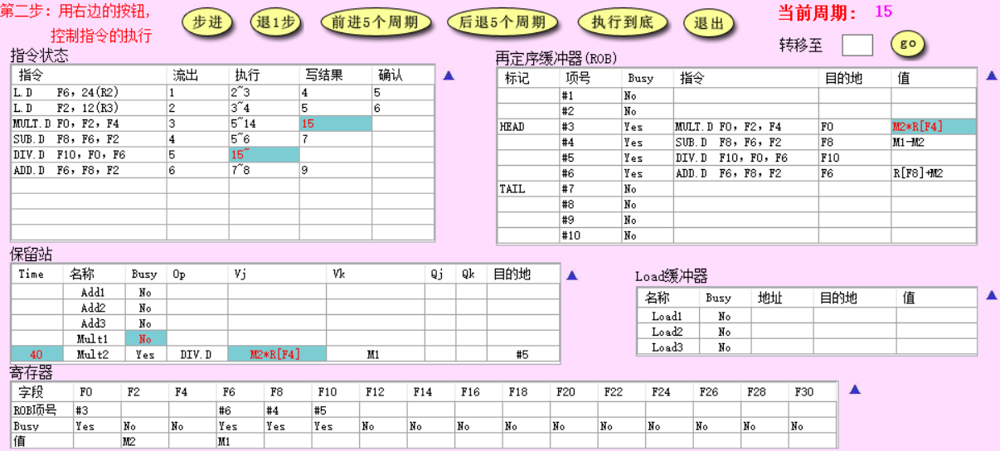 第二步：用右边的按钮，
控制指令的执行
步进 退1步 前进5个周期 后退5个周期 执行到底 退出
当前周期： 15
转移至 go
指令状态
指令 流出 执行 写结果 确认
L.D F6，24(R2) 1 2~3 4 5
L.D F2，12(R3) 2 3~4 5 6
MULT.D F0，F2，F4 3 5~14 15
SUB.D F8，F6，F2 4 5~6 7
DIV.D F10，F0，F6 5 15~
ADD.D F6，F8，F2 6 7~8 9
再定序缓冲器(ROB)
标记 项号 Busy 指令 目的地 值
#1 No
#2 No
HEAD #3 Yes MULT.D F0，F2，F4 F0 M2*R[F4]
#4 Yes SUB.D F8，F6，F2 F8 M1-M2
#5 Yes DIV.D F10，F0，F6 F10
#6 Yes ADD.D F6，F8，F2 F6 R[F8]+M2
TAIL #7 No
#8 No
#9 No
#10 No
保留站
Time 名称 Busy Op Vj Vk Qj Qk 目的地
Add1 No
Add2 No
Add3 No
Mult1 No
40 Mult2 Yes DIV.D M2*R[F4] M1 #5
Load缓冲器
名称 Busy 地址 目的地 值
Load1 No
Load2 No
Load3 No
寄存器
字段 F0 F2 F4 F6 F8 F10 F12 F14 F16 F18 F20 F22 F24 F26 F28 F30
ROB项号 #3 #6 #4 #5
Busy Yes No No Yes Yes Yes No No No No No No No No No No
值 M2 M1